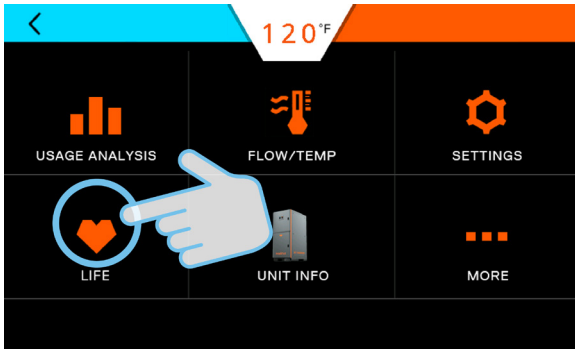 120°F
USAGE ANALYSIS
FLOW/TEMP
SETTINGS
LIFE
UNIT INFO
MORE